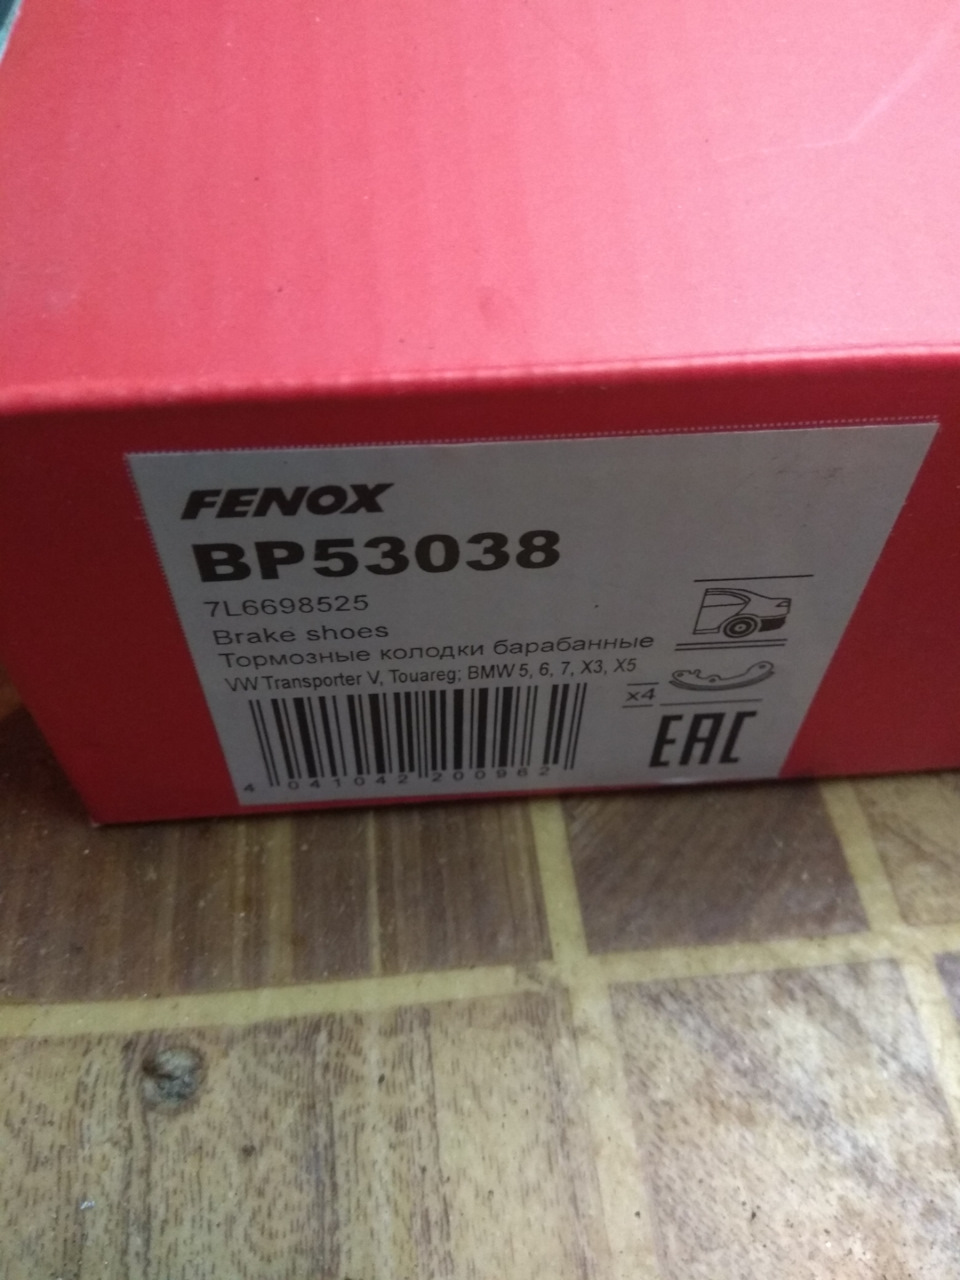 FENOX
BP53038
7L6698525
Brake shoes
Тормозные колодки барабанные
VW Transporter V, Touareg; BMW 5, 6, 7, X3, X5
x4
EAC
4 041042 200962